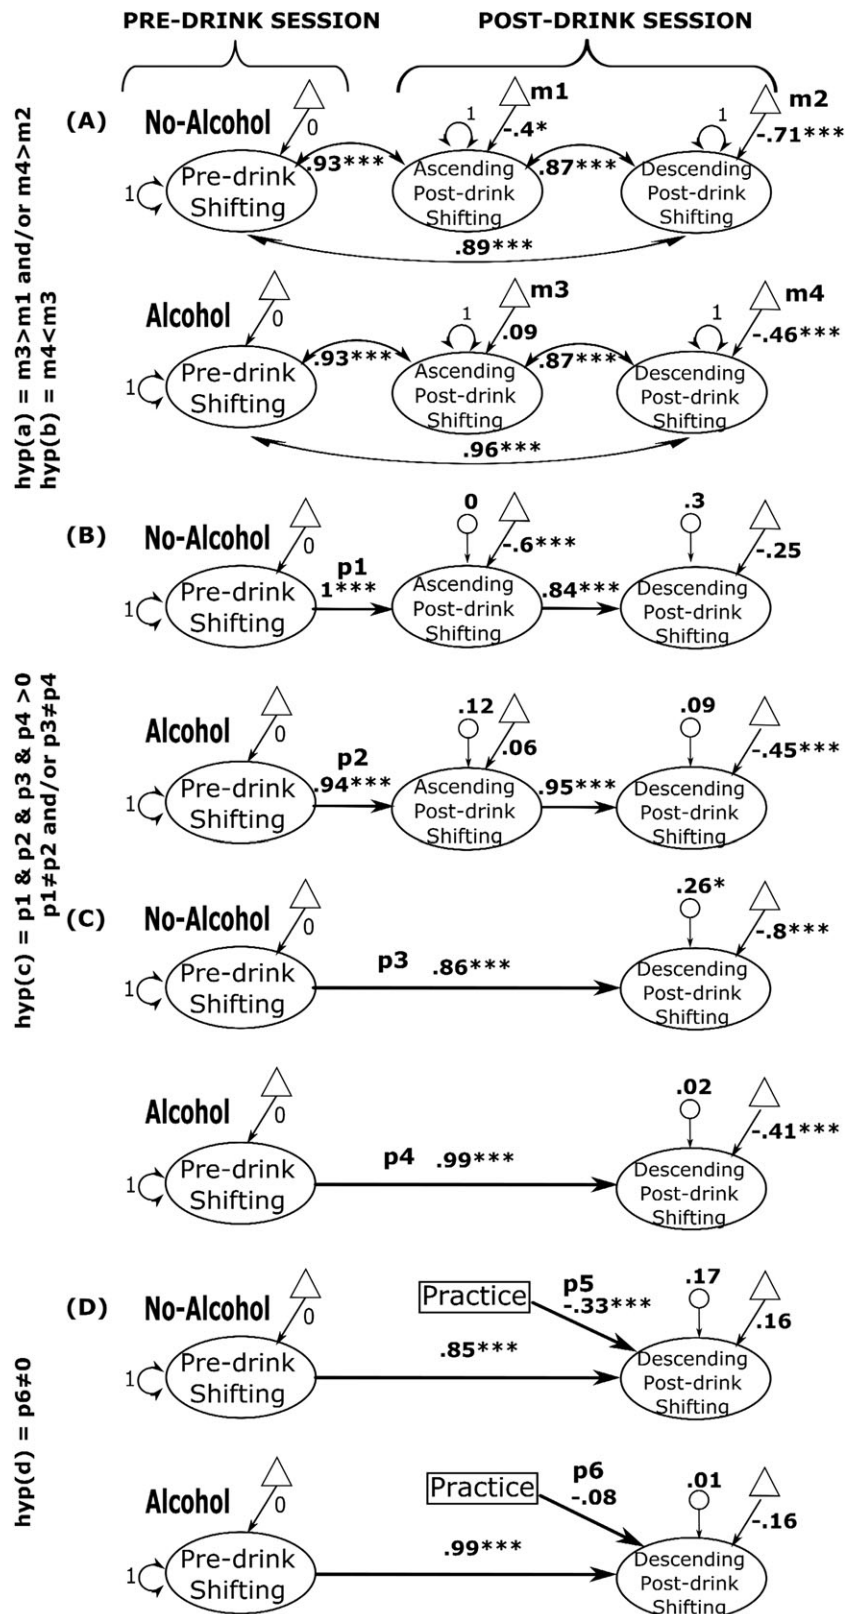 PRE-DRINK SESSION POST-DRINK SESSION
hyp(a) = m3>m1 and/or m4>m2
hyp(b) = m4<m3
(A) No-Alcohol
0
m1
-.4*
m2
-.71***
1
1
1
Pre-drink
Shifting
.93***
Ascending
Post-drink
Shifting
.87***
Descending
Post-drink
Shifting
.89***
Alcohol
0
m3
.09
m4
-.46***
1
1
1
Pre-drink
Shifting
.93***
Ascending
Post-drink
Shifting
.87***
Descending
Post-drink
Shifting
.96***
hyp(c) = p1 & p2 & p3 & p4 >0
p1≠p2 and/or p3≠p4
(B) No-Alcohol
0
0
-.6***
.3
-.25
1
Pre-drink
Shifting
p1
1***
Ascending
Post-drink
Shifting
.84***
Descending
Post-drink
Shifting
Alcohol
0
.12
.06
.09
-.45***
1
Pre-drink
Shifting
p2
.94***
Ascending
Post-drink
Shifting
.95***
Descending
Post-drink
Shifting
(C) No-Alcohol
0
.26*
-.8***
1
Pre-drink
Shifting
p3 .86***
Descending
Post-drink
Shifting
Alcohol
0
.02
-.41***
1
Pre-drink
Shifting
p4 .99***
Descending
Post-drink
Shifting
hyp(d) = p6≠0
(D) No-Alcohol
0
Practice
p5
-.33***
.17
.16
1
Pre-drink
Shifting
.85***
Descending
Post-drink
Shifting
Alcohol
0
Practice
p6
-.08
.01
-.16
1
Pre-drink
Shifting
.99***
Descending
Post-drink
Shifting